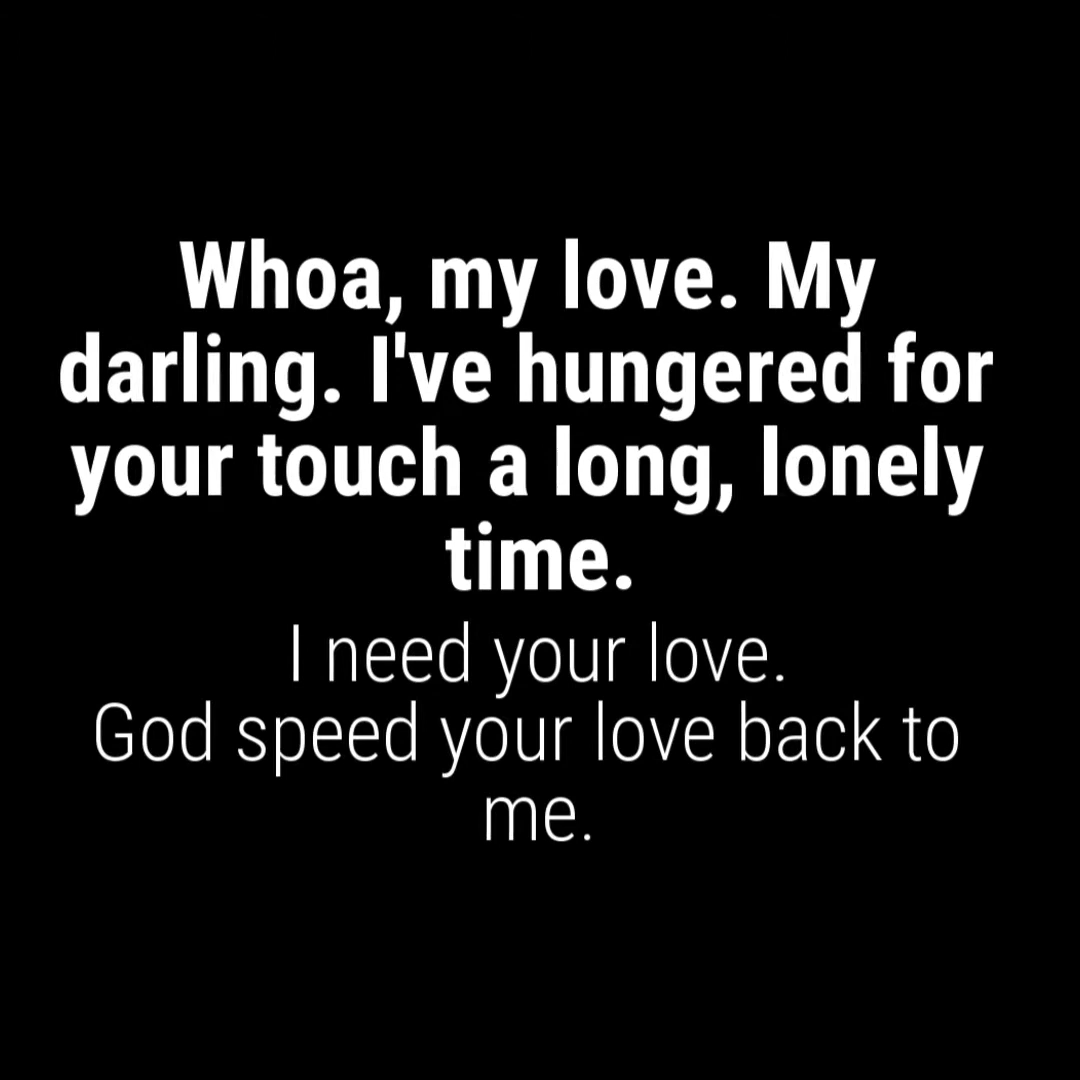 Whoa, my love. My
darling. I've hungered for
your touch a long, lonely
time.
I need your love.
God speed your love back to
me.